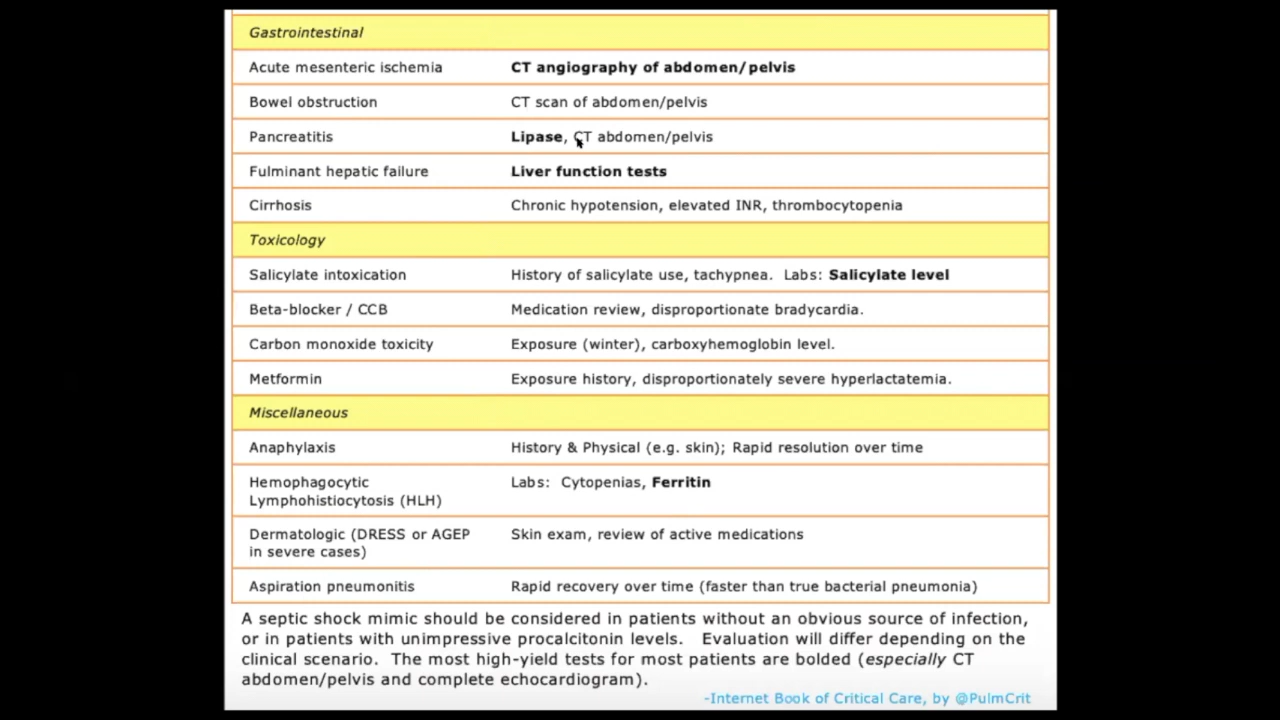 Gastrointestinal
Acute mesenteric ischemia CT angiography of abdomen/pelvis
Bowel obstruction CT scan of abdomen/pelvis
Pancreatitis Lipase, CT abdomen/pelvis
Fulminant hepatic failure Liver function tests
Cirrhosis Chronic hypotension, elevated INR, thrombocytopenia
Toxicology
Salicylate intoxication History of salicylate use, tachypnea. Labs: Salicylate level
Beta-blocker / CCB Medication review, disproportionate bradycardia.
Carbon monoxide toxicity Exposure (winter), carboxyhemoglobin level.
Metformin Exposure history, disproportionately severe hyperlactatemia.
Miscellaneous
Anaphylaxis History & Physical (e.g. skin); Rapid resolution over time
Hemophagocytic Labs: Cytopenias, Ferritin
Lymphohistiocytosis (HLH)
Dermatologic (DRESS or AGEP Skin exam, review of active medications
in severe cases)
Aspiration pneumonitis Rapid recovery over time (faster than true bacterial pneumonia)
A septic shock mimic should be considered in patients without an obvious source of infection,
or in patients with unimpressive procalcitonin levels. Evaluation will differ depending on the
clinical scenario. The most high-yield tests for most patients are bolded (especially CT
abdomen/pelvis and complete echocardiogram).
-Internet Book of Critical Care, by @PulmCrit